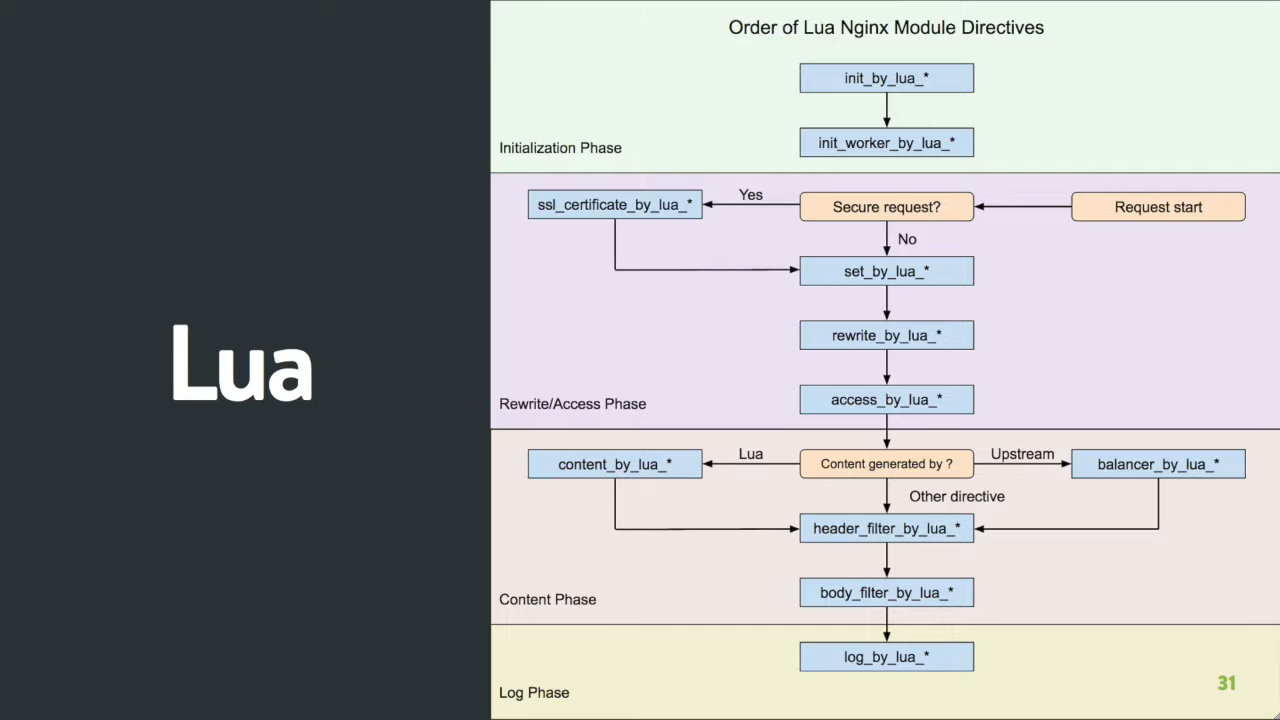 Lua
Order of Lua Nginx Module Directives
init_by_lua_*
init_worker_by_lua_*
Initialization Phase
ssl_certificate_by_lua_*
Yes
Secure request?
Request start
No
set_by_lua_*
rewrite_by_lua_*
access_by_lua_*
Rewrite/Access Phase
content_by_lua_*
Lua
Content generated by ?
Upstream
balancer_by_lua_*
Other directive
header_filter_by_lua_*
body_filter_by_lua_*
Content Phase
log_by_lua_*
Log Phase
31